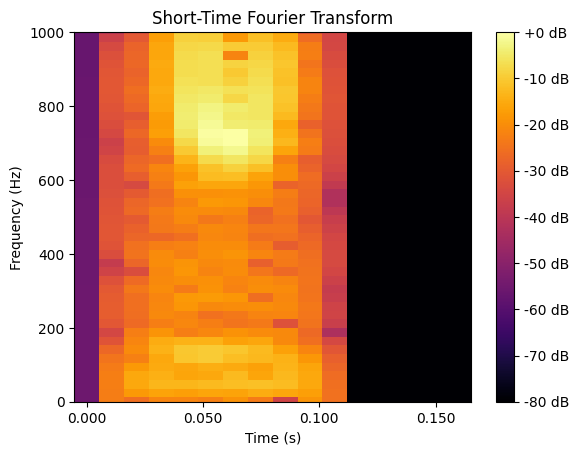 Short-Time Fourier Transform
1000
800
600
400
200
0
Frequency (Hz)
0.000
0.050
0.100
0.150
Time (s)
+0 dB
-10 dB
-20 dB
-30 dB
-40 dB
-50 dB
-60 dB
-70 dB
-80 dB